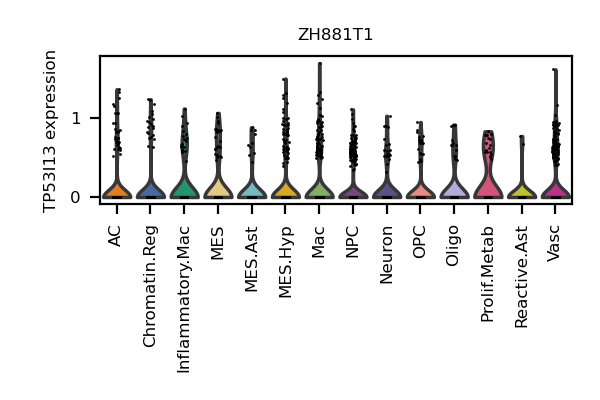 ZH881T1
TP53I13 expression
1
0
AC
Chromatin.Reg
Inflammatory.Mac
MES
MES.Ast
MES.Hyp
Mac
NPC
Neuron
OPC
Oligo
Prolif.Metab
Reactive.Ast
Vasc